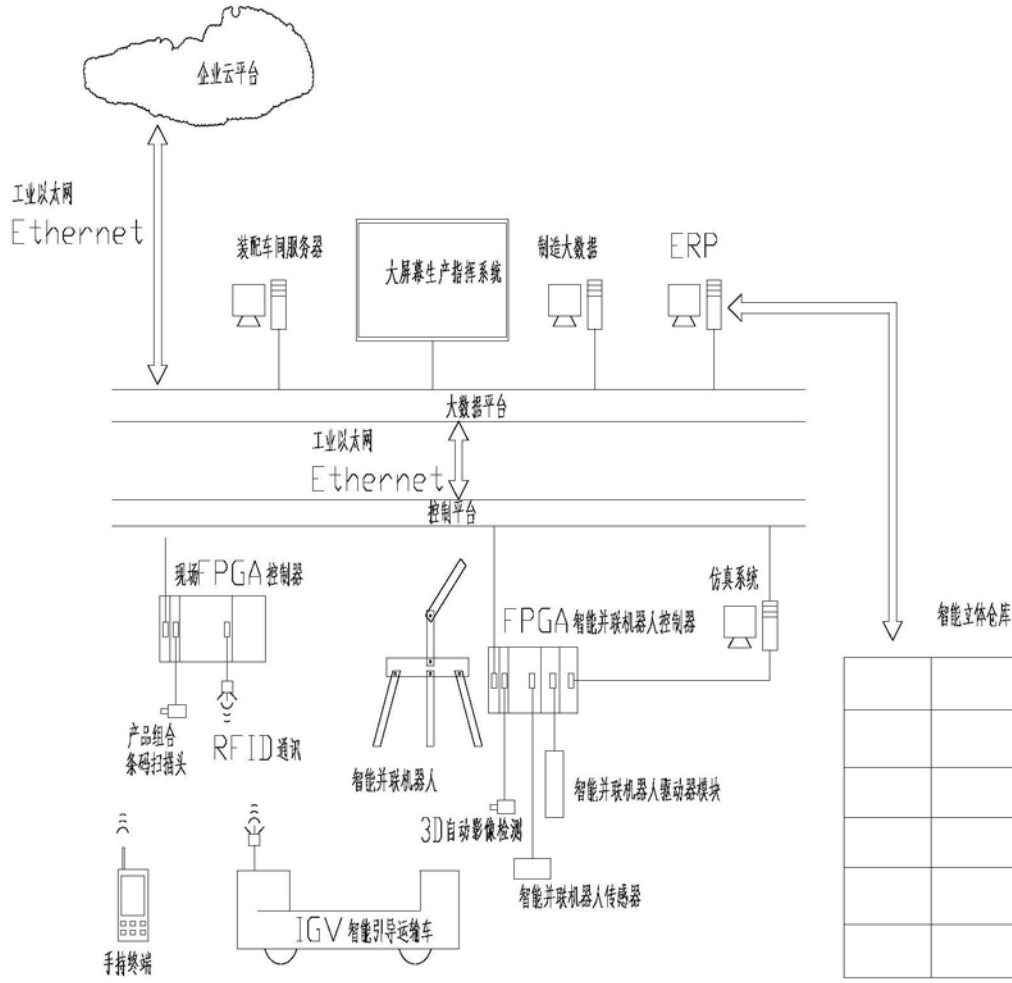 企业云平台
工业以太网
Ethernet
装配车间服务器
大屏幕生产指挥系统
制造大数据
ERP
大数据平台
工业以太网
Ethernet
控制平台
现场FPGA控制器
仿真系统
FPGA智能并联机器人控制器
智能立体仓库
产品组合
条码扫描头
RFID通讯
智能并联机器人
智能并联机器人驱动器模块
3D自动影像检测
智能并联机器人传感器
IGV智能引导运输车
手持终端